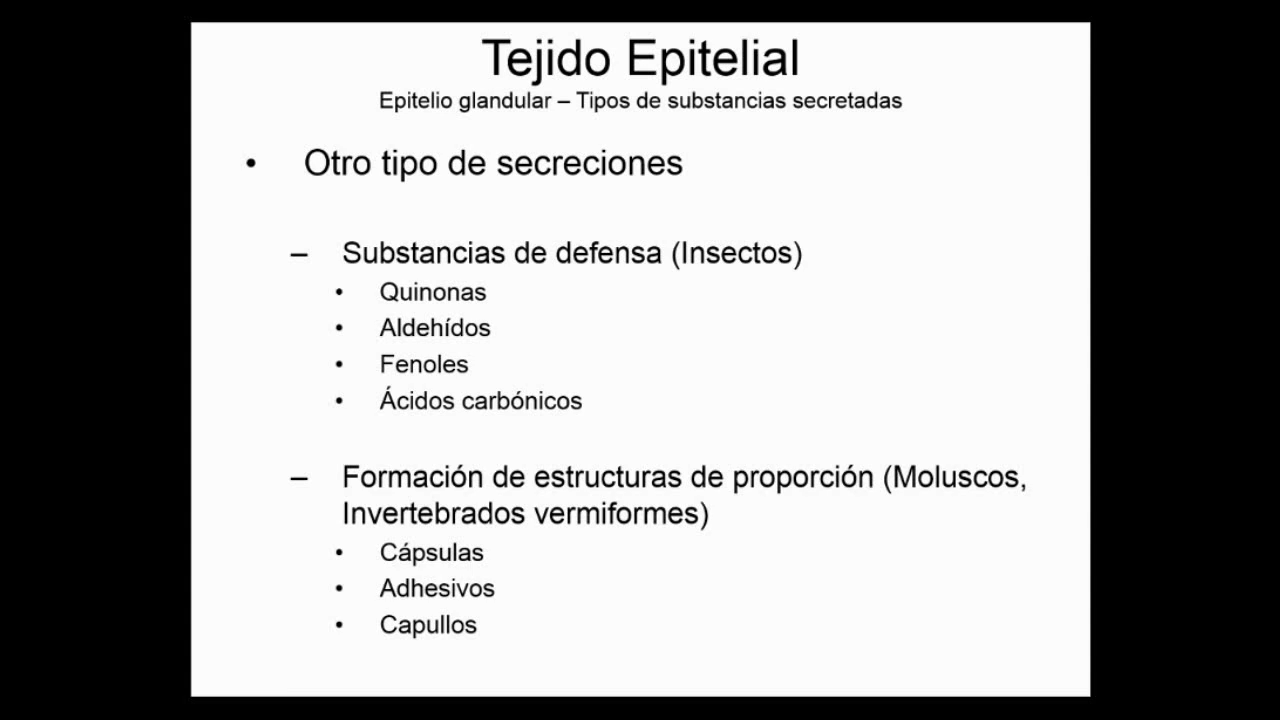 Tejido Epitelial
Epitelio glandular – Tipos de substancias secretadas
• Otro tipo de secreciones
– Substancias de defensa (Insectos)
• Quinonas
• Aldehídos
• Fenoles
• Ácidos carbónicos
– Formación de estructuras de proporción (Moluscos,
Invertebrados vermiformes)
• Cápsulas
• Adhesivos
• Capullos